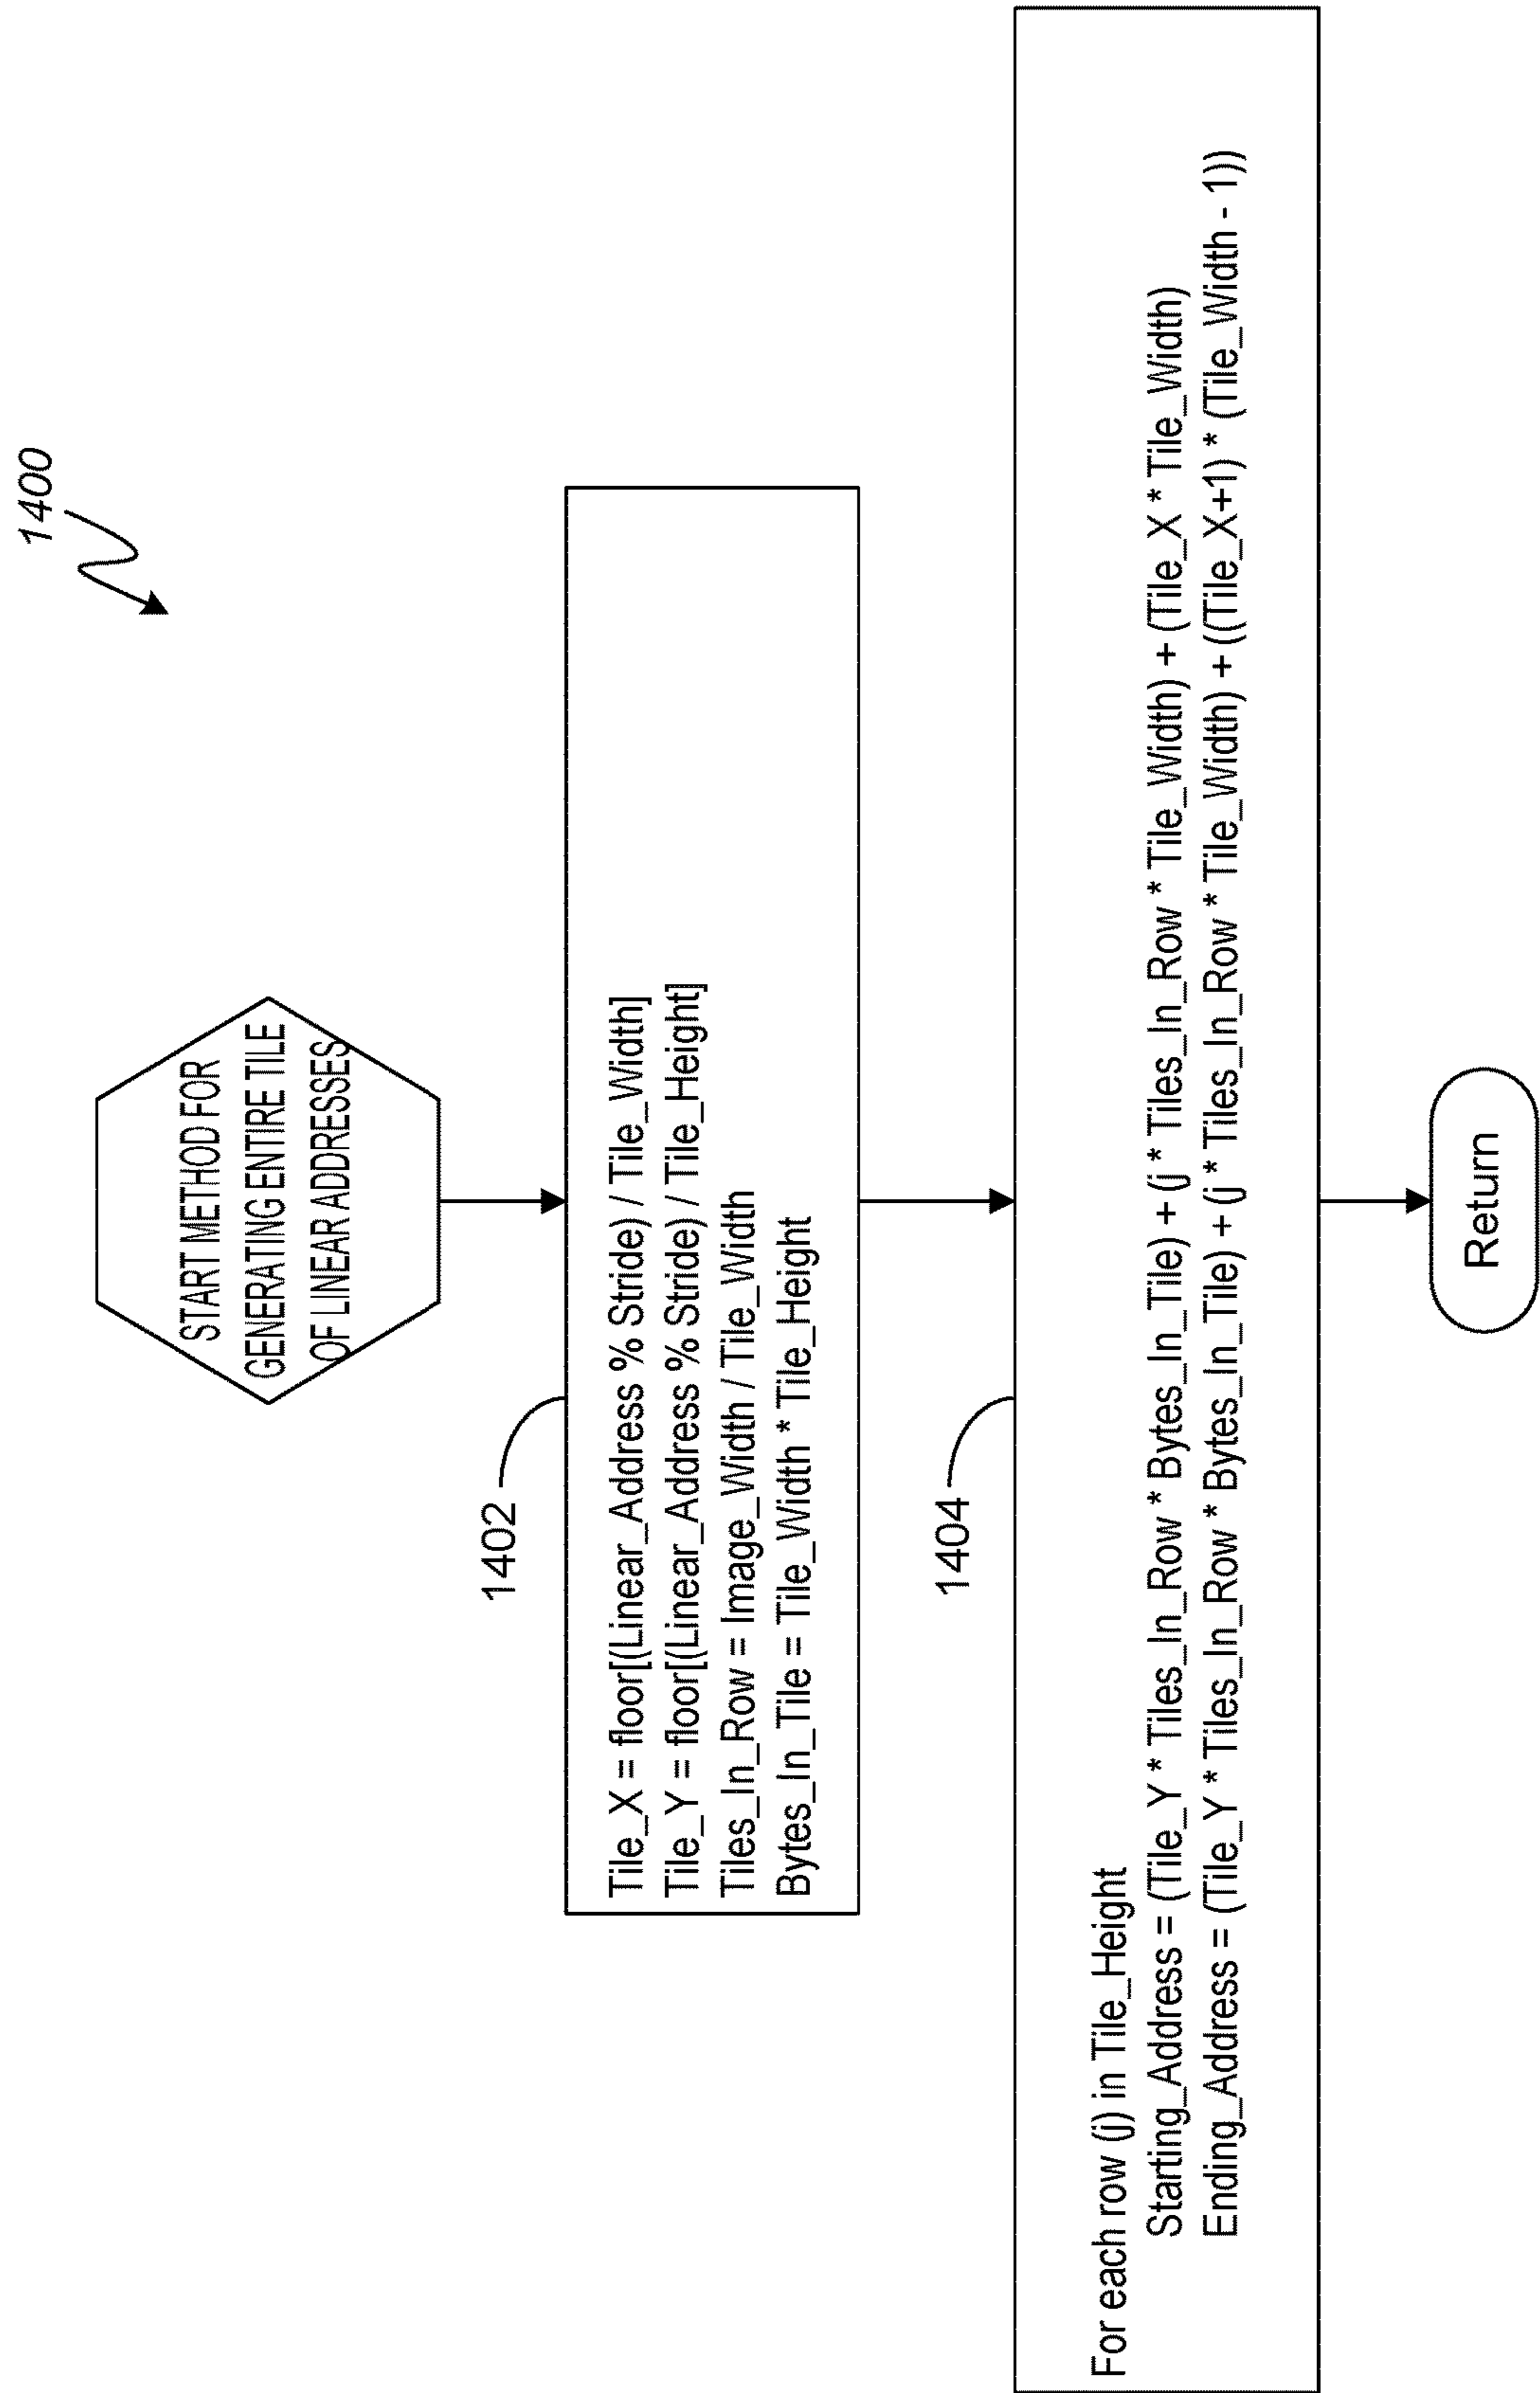 1400
START METHOD FOR
GENERATING ENTIRE TILE
OF LINEAR ADDRESSES
1402
Tile_X = floor[(Linear_Address % Stride) / Tile_Width]
Tile_Y = floor[(Linear_Address % Stride) / Tile_Height]
Tiles_In_Row = Image_Width / Tile_Width
Bytes_In_Tile = Tile_Width * Tile_Height
1404
For each row (j) in Tile_Height
Starting_Address = (Tile_Y * Tiles_In_Row * Bytes_In_Tile) + (j * Tiles_In_Row * Tile_Width) + (Tile_X * Tile_Width)
Ending_Address = (Tile_Y * Tiles_In_Row * Bytes_In_Tile) + (j * Tiles_In_Row * Tile_Width) + ((Tile_X+1) * (Tile_Width - 1))
Return